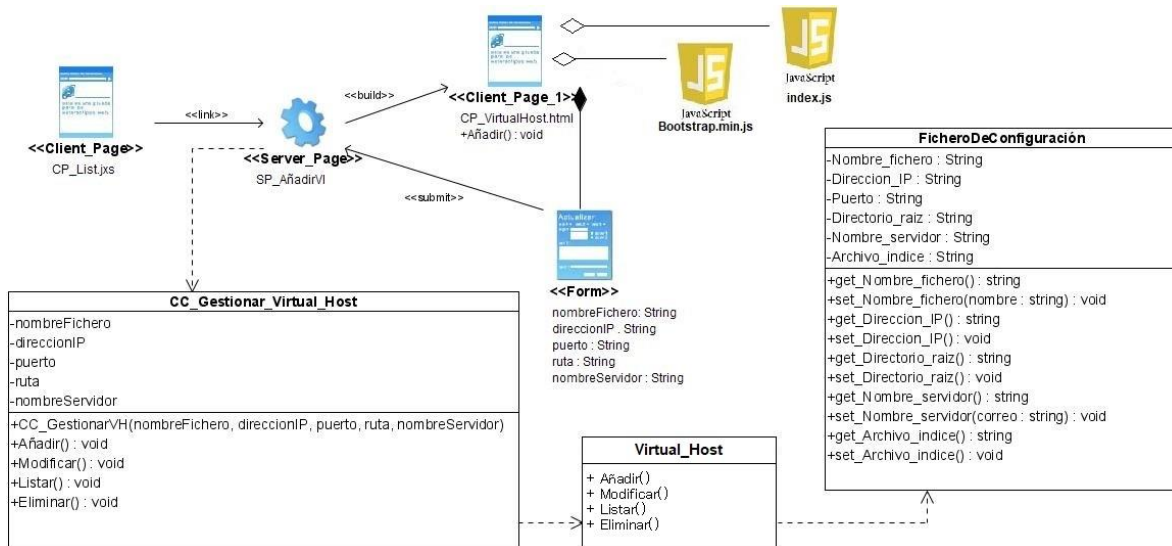 JS
JavaScript
index.js
JS
JavaScript
Bootstrap.min.js
<<Client_Page_1>>
CP_VirtualHost.html
+Añadir() : void
<<build>>
<<link>>
<<Client_Page>>
CP_List.jxs
<<Server_Page>>
SP_AñadirVI
<<submit>>
Actualizar
<<Form>>
nombreFichero: String
direccionIP . String
puerto : String
ruta : String
nombreServidor : String
CC_Gestionar_Virtual_Host
-nombreFichero
-direccionIP
-puerto
-ruta
-nombreServidor
+CC_GestionarVH(nombreFichero, direccionIP, puerto, ruta, nombreServidor)
+Añadir() : void
+Modificar() : void
+Listar() : void
+Eliminar() : void
Virtual_Host
+ Añadir()
+ Modificar()
+ Listar()
+ Eliminar()
FicheroDeConfiguración
-Nombre_fichero : String
-Direccion_IP : String
-Puerto : String
-Directorio_raiz : String
-Nombre_servidor : String
-Archivo_indice : String
+get_Nombre_fichero() : string
+set_Nombre_fichero(nombre : string) : void
+get_Direccion_IP() : string
+set_Direccion_IP() : void
+get_Directorio_raiz() : string
+set_Directorio_raiz() : void
+get_Nombre_servidor() : string
+set_Nombre_servidor(correo : string) : void
+get_Archivo_indice() : string
+set_Archivo_indice() : void